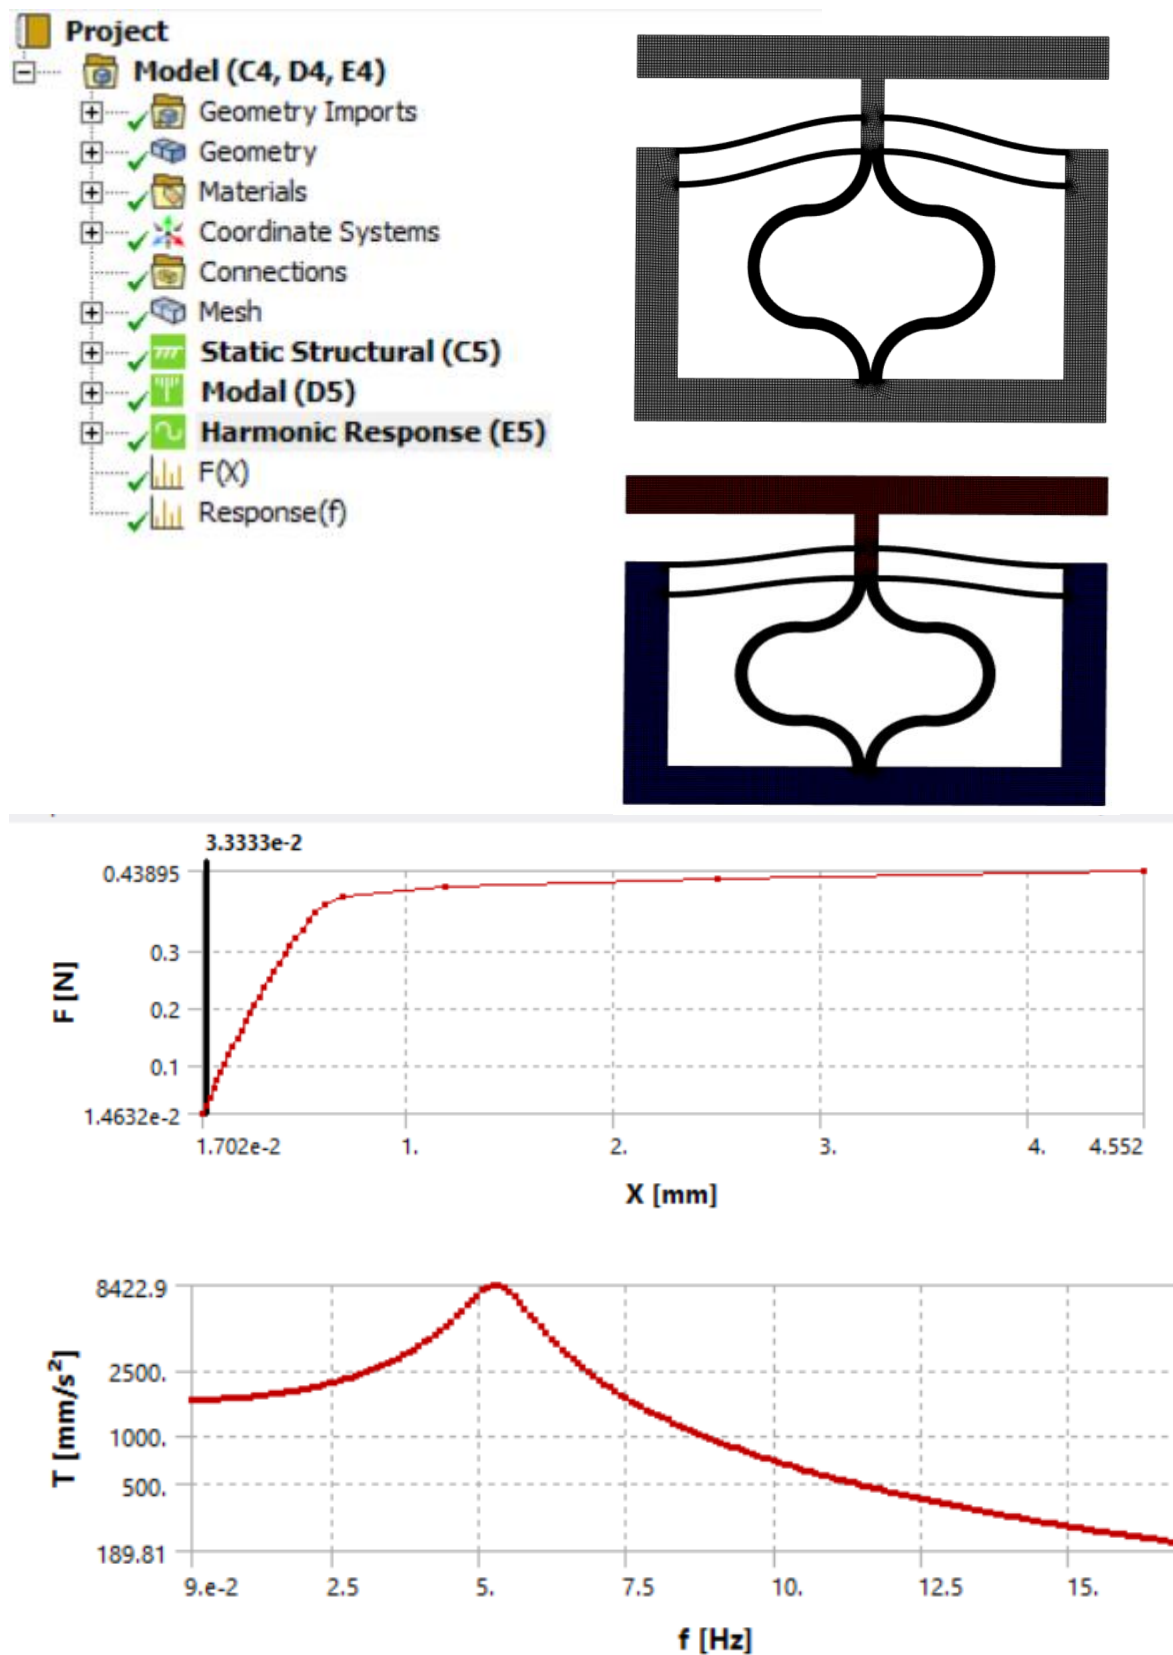 Project
Model (C4, D4, E4)
Geometry Imports
Geometry
Materials
Coordinate Systems
Connections
Mesh
Static Structural (C5)
Modal (D5)
Harmonic Response (E5)
F(X)
Response(f)
3.3333e-2
0.43895
0.3
0.2
0.1
1.4632e-2
F [N]
1.702e-2 1. 2. 3. 4. 4.552
X [mm]
8422.9
2500.
1000.
500.
189.81
T [mm/s²]
9.e-2 2.5 5. 7.5 10. 12.5 15.
f [Hz]